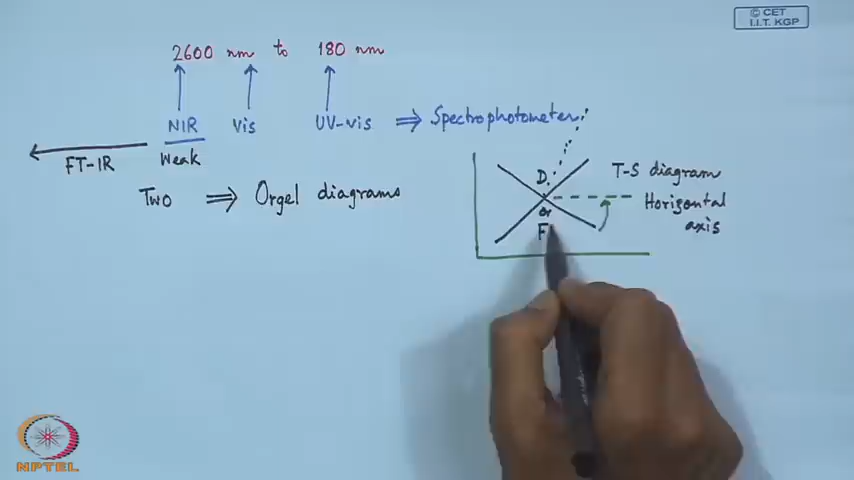 © CET
I.I.T. KGP
2600 nm to 180 nm
NIR Vis UV-vis ⇒ Spectrophotometer
FT-IR
Weak
Two ⇒ Orgel diagrams
D
or
F
T-S diagram
Horizontal
axis
NPTEL